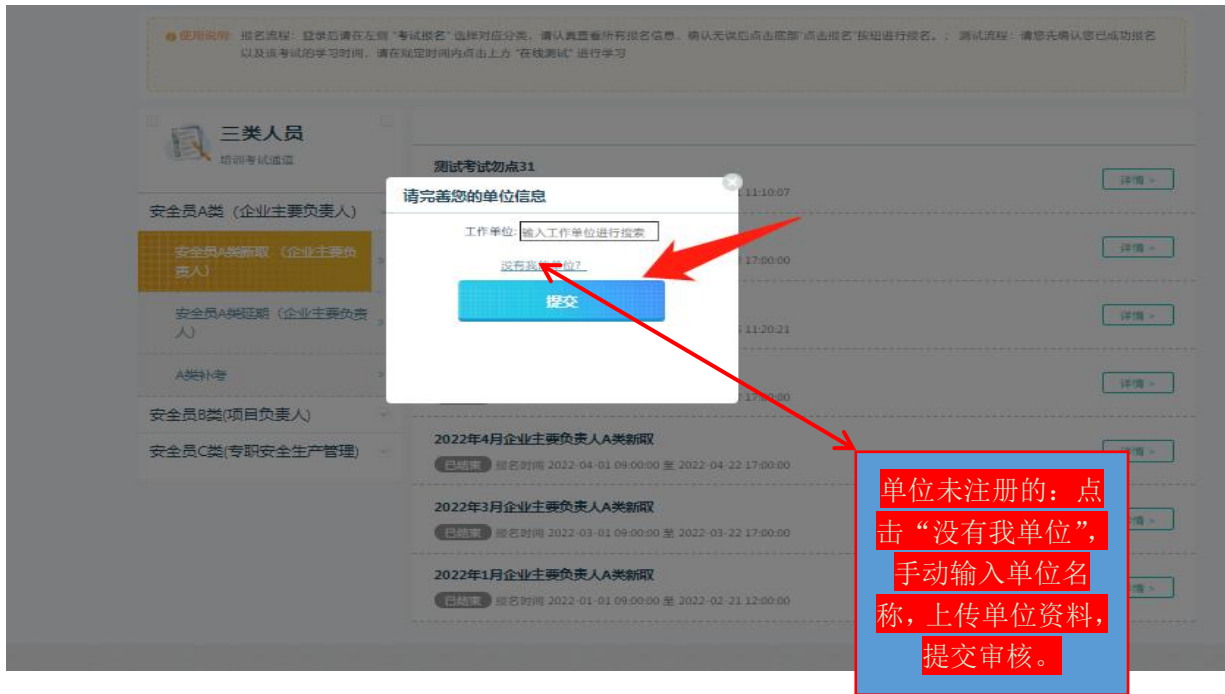 使用说明: 报名流程: 登录后请在左侧 "考试报名" 选择对应分类, 请认真查看所有报名信息, 确认无误后点击底部"点击报名"按钮进行报名。; 测试流程: 请您先确认您已成功报名
以及该考试的学习时间, 请在规定时间内点击上方 "在线测试" 进行学习
三类人员
培训考试通道
安全员A类 (企业主要负责人)
安全员A类新取 (企业主要负
责人)
安全员A类延期 (企业主要负责
人)
A类补考
安全员B类(项目负责人)
安全员C类(专职安全生产管理)
测试考试勿点31
11:10:07
详情 >
17:00:00
详情 >
11:20:21
详情 >
17:00:00
详情 >
2022年4月企业主要负责人A类新取
已结束 报名时间 2022-04-01 09:00:00 至 2022-04-22 17:00:00
详情 >
2022年3月企业主要负责人A类新取
已结束 报名时间 2022-03-01 09:00:00 至 2022-03-22 17:00:00
情 >
2022年1月企业主要负责人A类新取
已结束 报名时间 2022-01-01 09:00:00 至 2022-02-21 12:00:00
情 >
请完善您的单位信息
工作单位: 输入工作单位进行搜索
没有我的单位?
提交
单位未注册的：点
击“没有我单位”，
手动输入单位名
称，上传单位资料，
提交审核。